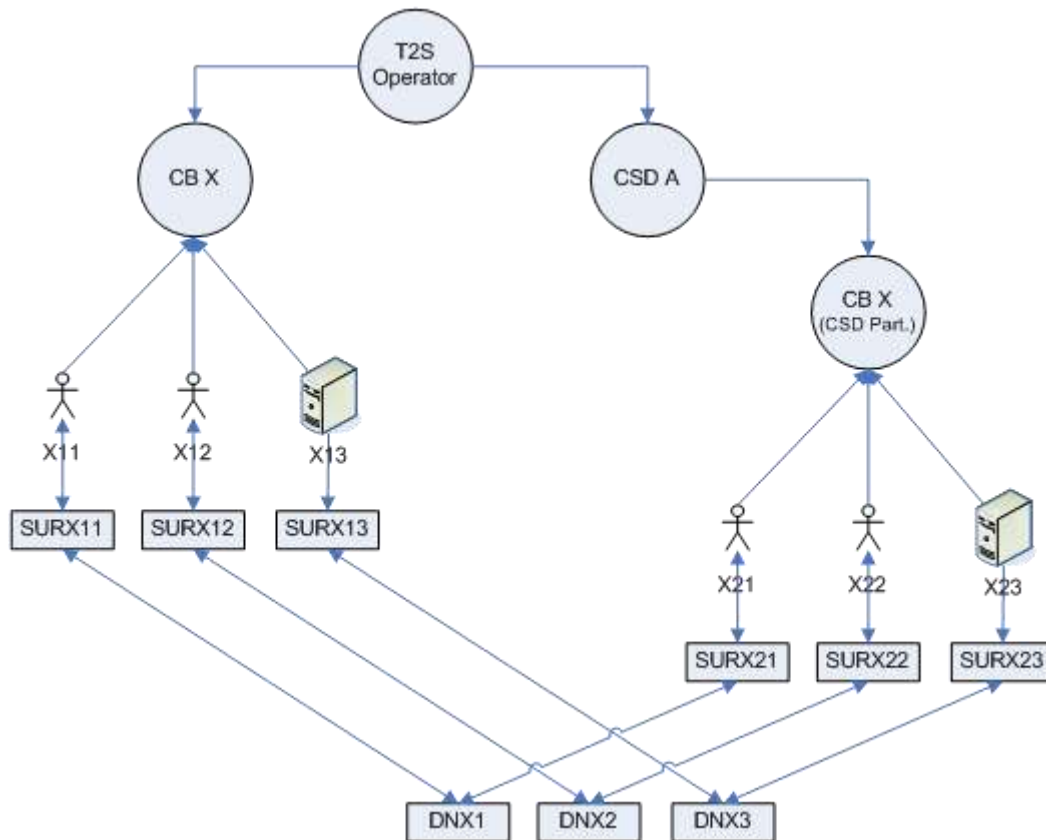 T2S
Operator
CB X
CSD A
CB X
(CSD Part.)
X11
X12
X13
SURX11
SURX12
SURX13
X21
X22
X23
SURX21
SURX22
SURX23
DNX1
DNX2
DNX3